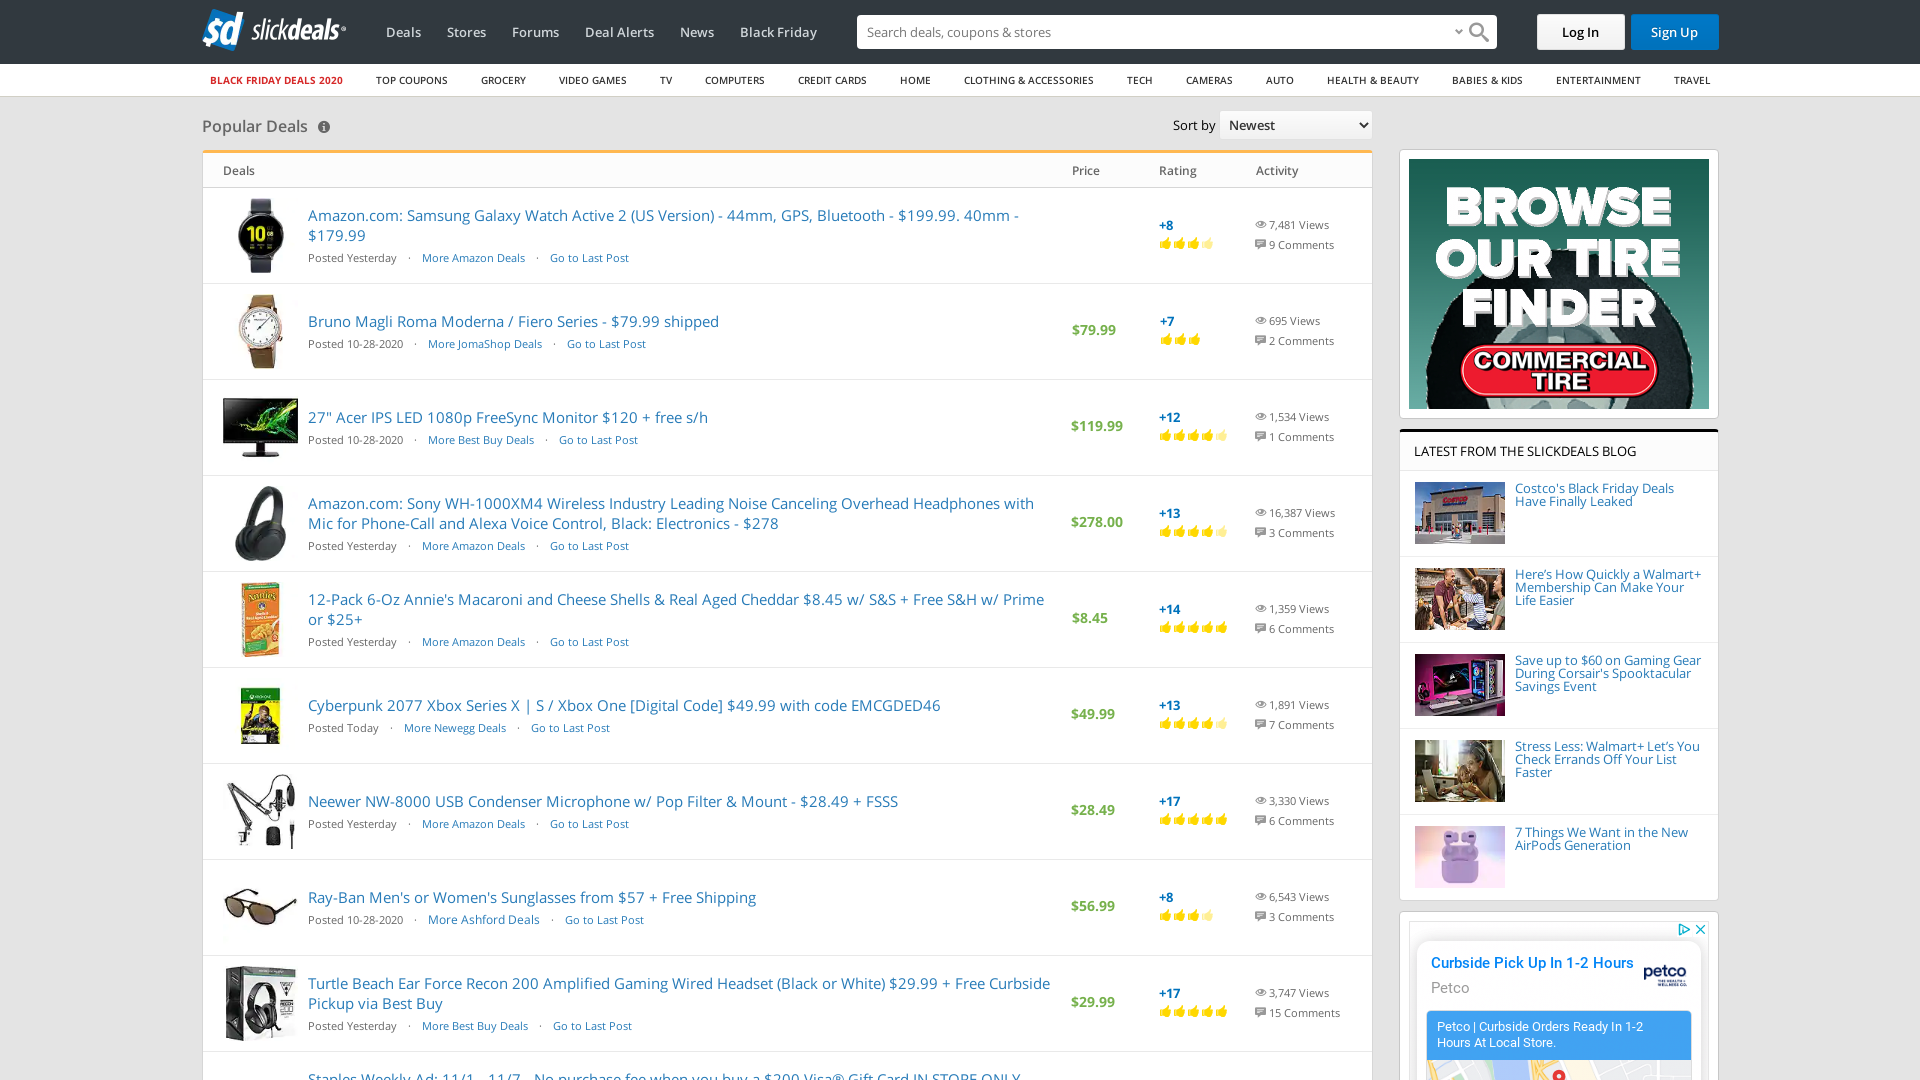 sd slickdeals®
Deals
Stores
Forums
Deal Alerts
News
Black Friday
Search deals, coupons & stores
Log In
Sign Up
BLACK FRIDAY DEALS 2020
TOP COUPONS
GROCERY
VIDEO GAMES
TV
COMPUTERS
CREDIT CARDS
HOME
CLOTHING & ACCESSORIES
TECH
CAMERAS
AUTO
HEALTH & BEAUTY
BABIES & KIDS
ENTERTAINMENT
TRAVEL
Popular Deals
Sort by Newest
Deals
Price
Rating
Activity
Amazon.com: Samsung Galaxy Watch Active 2 (US Version) - 44mm, GPS, Bluetooth - $199.99. 40mm -
$179.99
Posted Yesterday · More Amazon Deals · Go to Last Post
+8
7,481 Views
9 Comments
Bruno Magli Roma Moderna / Fiero Series - $79.99 shipped
Posted 10-28-2020 · More JomaShop Deals · Go to Last Post
$79.99
+7
695 Views
2 Comments
27" Acer IPS LED 1080p FreeSync Monitor $120 + free s/h
Posted 10-28-2020 · More Best Buy Deals · Go to Last Post
$119.99
+12
1,534 Views
1 Comments
Amazon.com: Sony WH-1000XM4 Wireless Industry Leading Noise Canceling Overhead Headphones with
Mic for Phone-Call and Alexa Voice Control, Black: Electronics - $278
Posted Yesterday · More Amazon Deals · Go to Last Post
$278.00
+13
16,387 Views
3 Comments
12-Pack 6-Oz Annie's Macaroni and Cheese Shells & Real Aged Cheddar $8.45 w/ S&S + Free S&H w/ Prime
or $25+
Posted Yesterday · More Amazon Deals · Go to Last Post
$8.45
+14
1,359 Views
6 Comments
Cyberpunk 2077 Xbox Series X | S / Xbox One [Digital Code] $49.99 with code EMCGDED46
Posted Today · More Newegg Deals · Go to Last Post
$49.99
+13
1,891 Views
7 Comments
Neewer NW-8000 USB Condenser Microphone w/ Pop Filter & Mount - $28.49 + FSSS
Posted Yesterday · More Amazon Deals · Go to Last Post
$28.49
+17
3,330 Views
6 Comments
Ray-Ban Men's or Women's Sunglasses from $57 + Free Shipping
Posted 10-28-2020 · More Ashford Deals · Go to Last Post
$56.99
+8
6,543 Views
3 Comments
Turtle Beach Ear Force Recon 200 Amplified Gaming Wired Headset (Black or White) $29.99 + Free Curbside
Pickup via Best Buy
Posted Yesterday · More Best Buy Deals · Go to Last Post
$29.99
+17
3,747 Views
15 Comments
Staples Weekly Ad: 11/1 - 11/7 - No purchase fee when you buy a $200 Visa® Gift Card IN STORE ONLY
BROWSE
OUR TIRE
FINDER
COMMERCIAL
TIRE
LATEST FROM THE SLICKDEALS BLOG
Costco's Black Friday Deals
Have Finally Leaked
Here’s How Quickly a Walmart+
Membership Can Make Your
Life Easier
Save up to $60 on Gaming Gear
During Corsair's Spooktacular
Savings Event
Stress Less: Walmart+ Let’s You
Check Errands Off Your List
Faster
7 Things We Want in the New
AirPods Generation
Curbside Pick Up In 1-2 Hours
Petco
petco
Petco | Curbside Orders Ready In 1-2
Hours At Local Store.